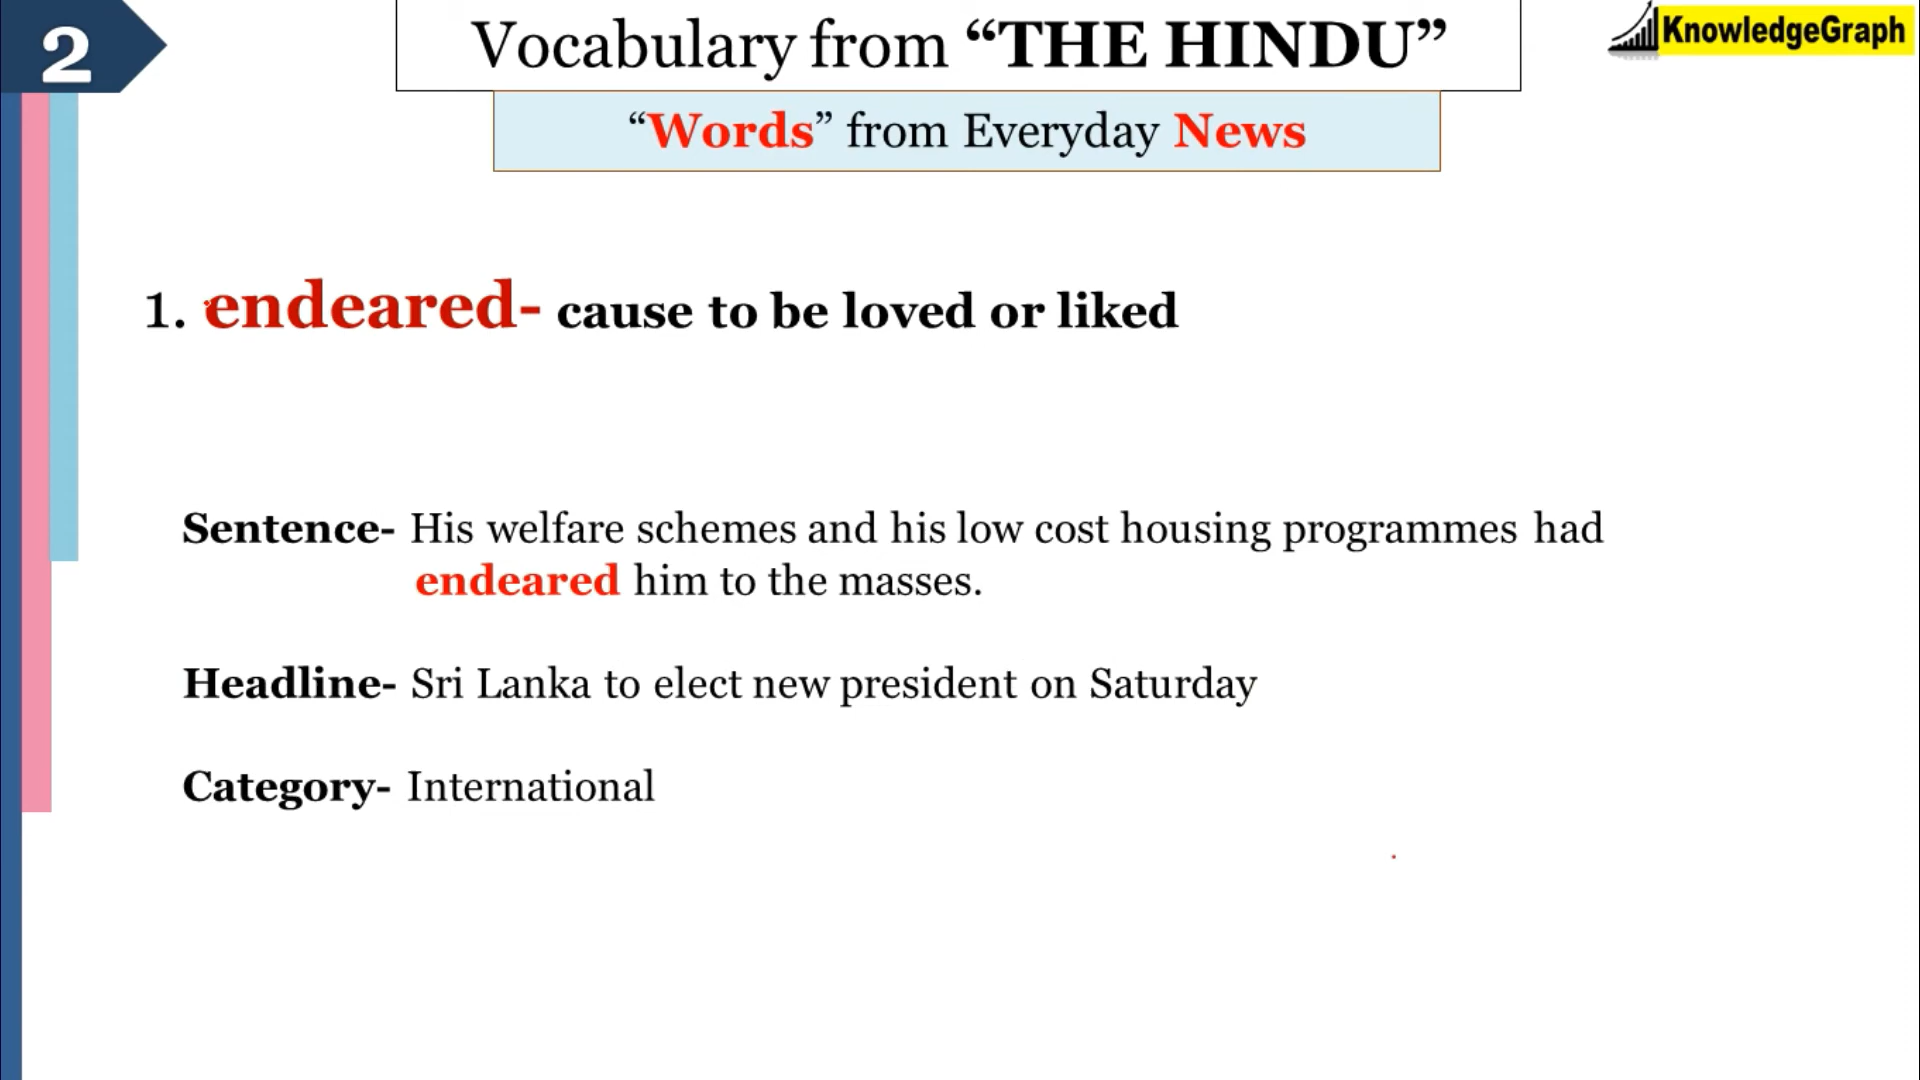 2
Vocabulary from “THE HINDU”
KnowledgeGraph
“Words” from Everyday News
1. endeared- cause to be loved or liked
Sentence- His welfare schemes and his low cost housing programmes had
endeared him to the masses.
Headline- Sri Lanka to elect new president on Saturday
Category- International